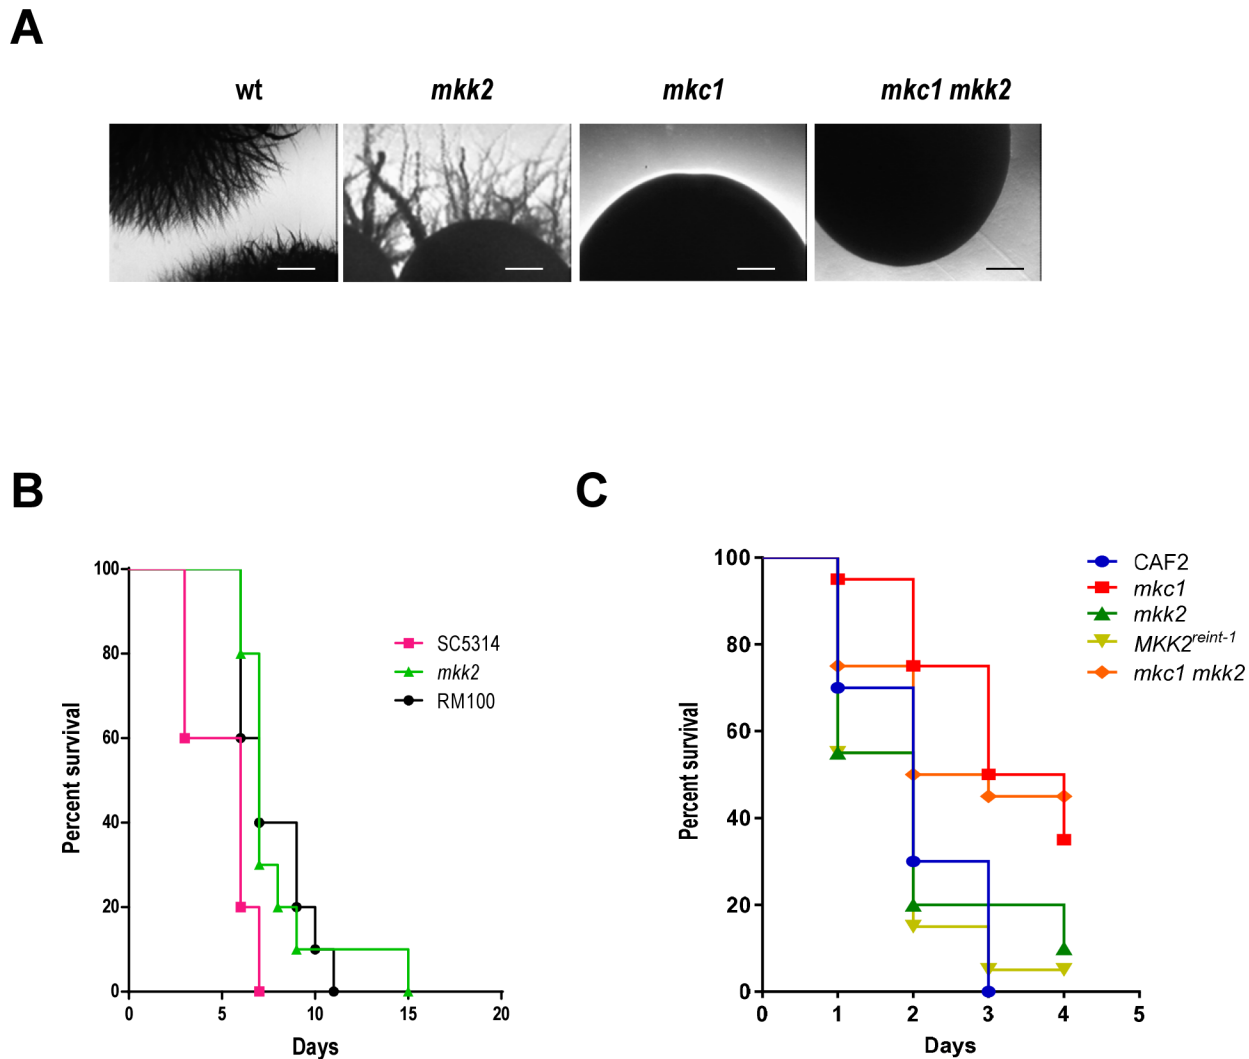 A
wt mkk2 mkc1 mkc1 mkk2
B
C
100
80
60
40
20
0
Percent survival
0 5 10 15 20
Days
SC5314
mkk2
RM100
100
80
60
40
20
0
Percent survival
0 1 2 3 4 5
Days
CAF2
mkc1
mkk2
MKK2reint-1
mkc1 mkk2